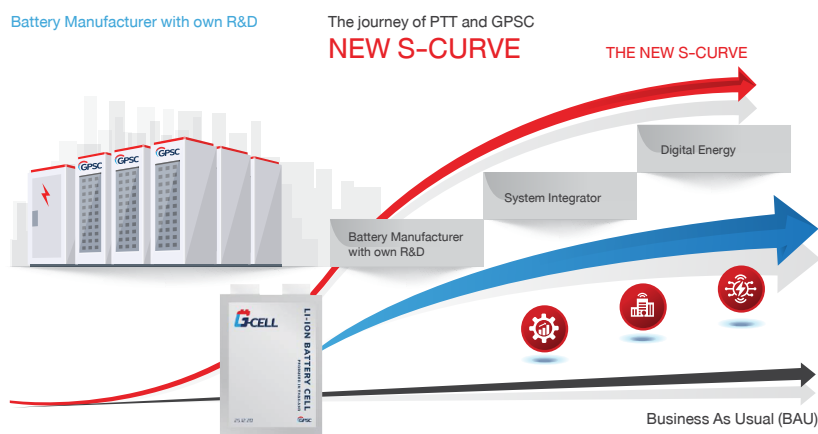 Battery Manufacturer with own R&D
The journey of PTT and GPSC
NEW S-CURVE
THE NEW S-CURVE
Digital Energy
System Integrator
Battery Manufacturer
with own R&D
GPSC
GPSC
GPSC
G-CELL
LI-ION BATTERY CELL
GPSC
Business As Usual (BAU)